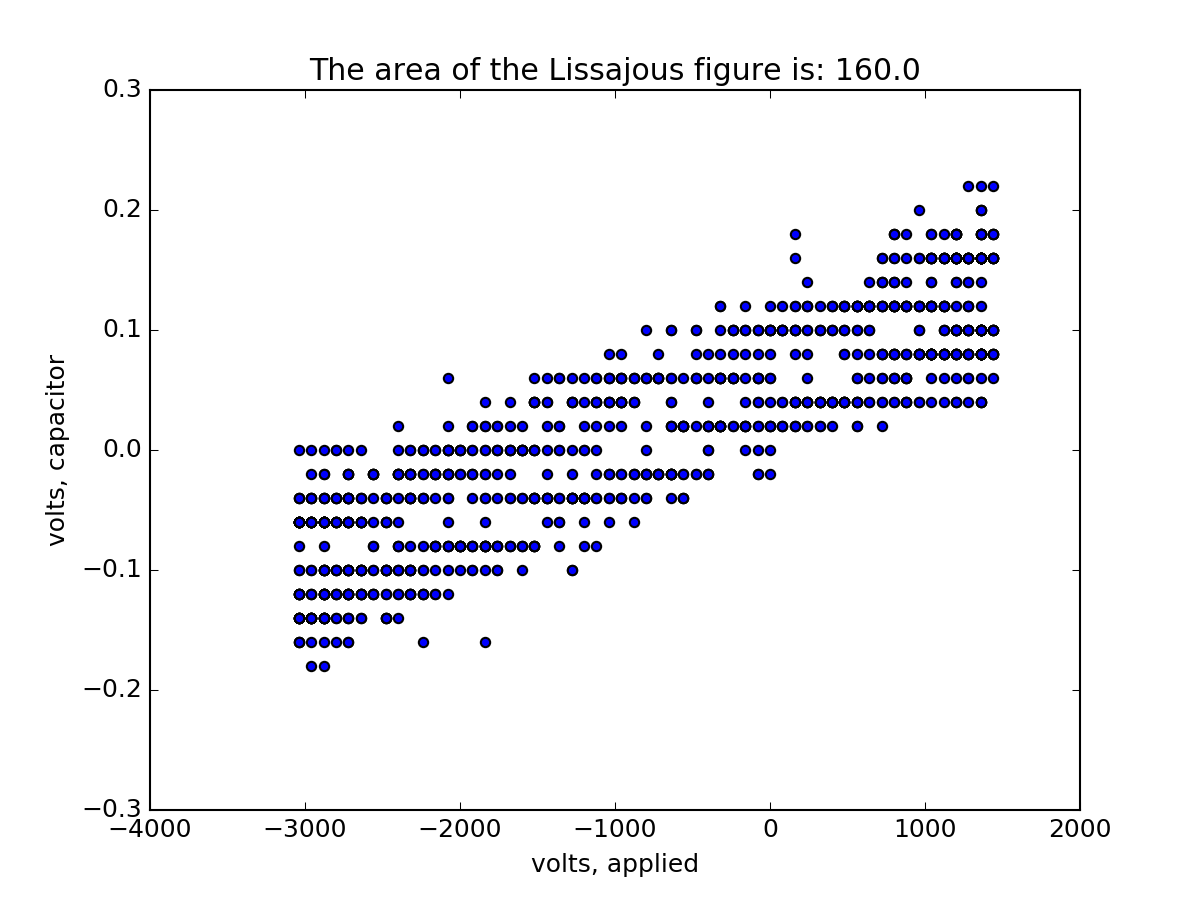 The area of the Lissajous figure is: 160.0
0.3
0.2
0.1
0.0
−0.1
−0.2
−0.3
volts, capacitor
−4000 −3000 −2000 −1000 0 1000 2000
volts, applied